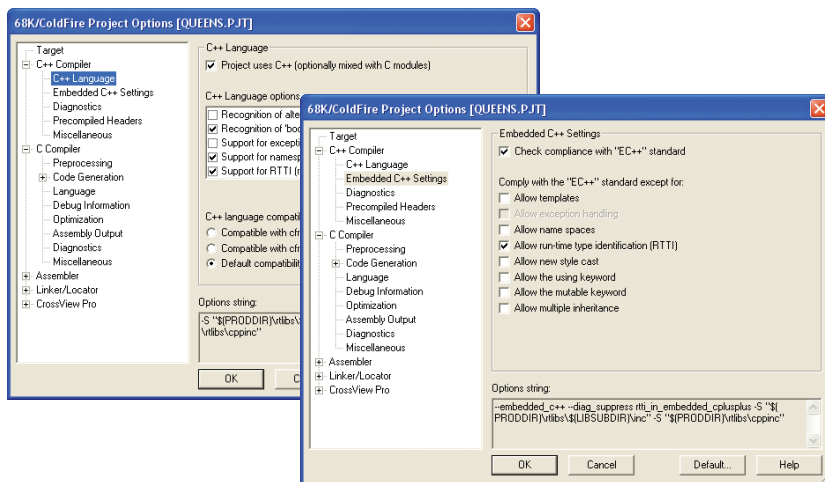 68K/ColdFire Project Options [QUEENS.PJT]
Target
C++ Compiler
C++ Language
Embedded C++ Settings
Diagnostics
Precompiled Headers
Miscellaneous
C Compiler
Preprocessing
Code Generation
Language
Debug Information
Optimization
Assembly Output
Diagnostics
Miscellaneous
Assembler
Linker/Locator
CrossView Pro
C++ Language
Project uses C++ (optionally mixed with C modules)
C++ Language options
Recognition of
Recognition of
Support for
Support for
Support for RTTI
C++ language
Compatible with
Compatible with
Default
Options string:
-S "$(PRODDIR)\rtlibs\
\rtlibs\cppinc"
OK
68K/ColdFire Project Options [QUEENS.PJT]
Target
C++ Compiler
C++ Language
Embedded C++ Settings
Diagnostics
Precompiled Headers
Miscellaneous
C Compiler
Preprocessing
Code Generation
Language
Debug Information
Optimization
Assembly Output
Diagnostics
Miscellaneous
Assembler
Linker/Locator
CrossView Pro
Embedded C++ Settings
Check compliance with "EC++" standard
Comply with the "EC++" standard except for:
Allow templates
Allow exception handling
Allow name spaces
Allow run-time type identification (RTTI)
Allow new style cast
Allow the using keyword
Allow the mutable keyword
Allow multiple inheritance
Options string:
--embedded_c++ --diag_suppress rtti_in_embedded_cplusplus -S "$(
PRODDIR)\rtlibs\$(LIBSUBDIR)\inc" -S "$(PRODDIR)\rtlibs\cppinc"
OK
Cancel
Default...
Help